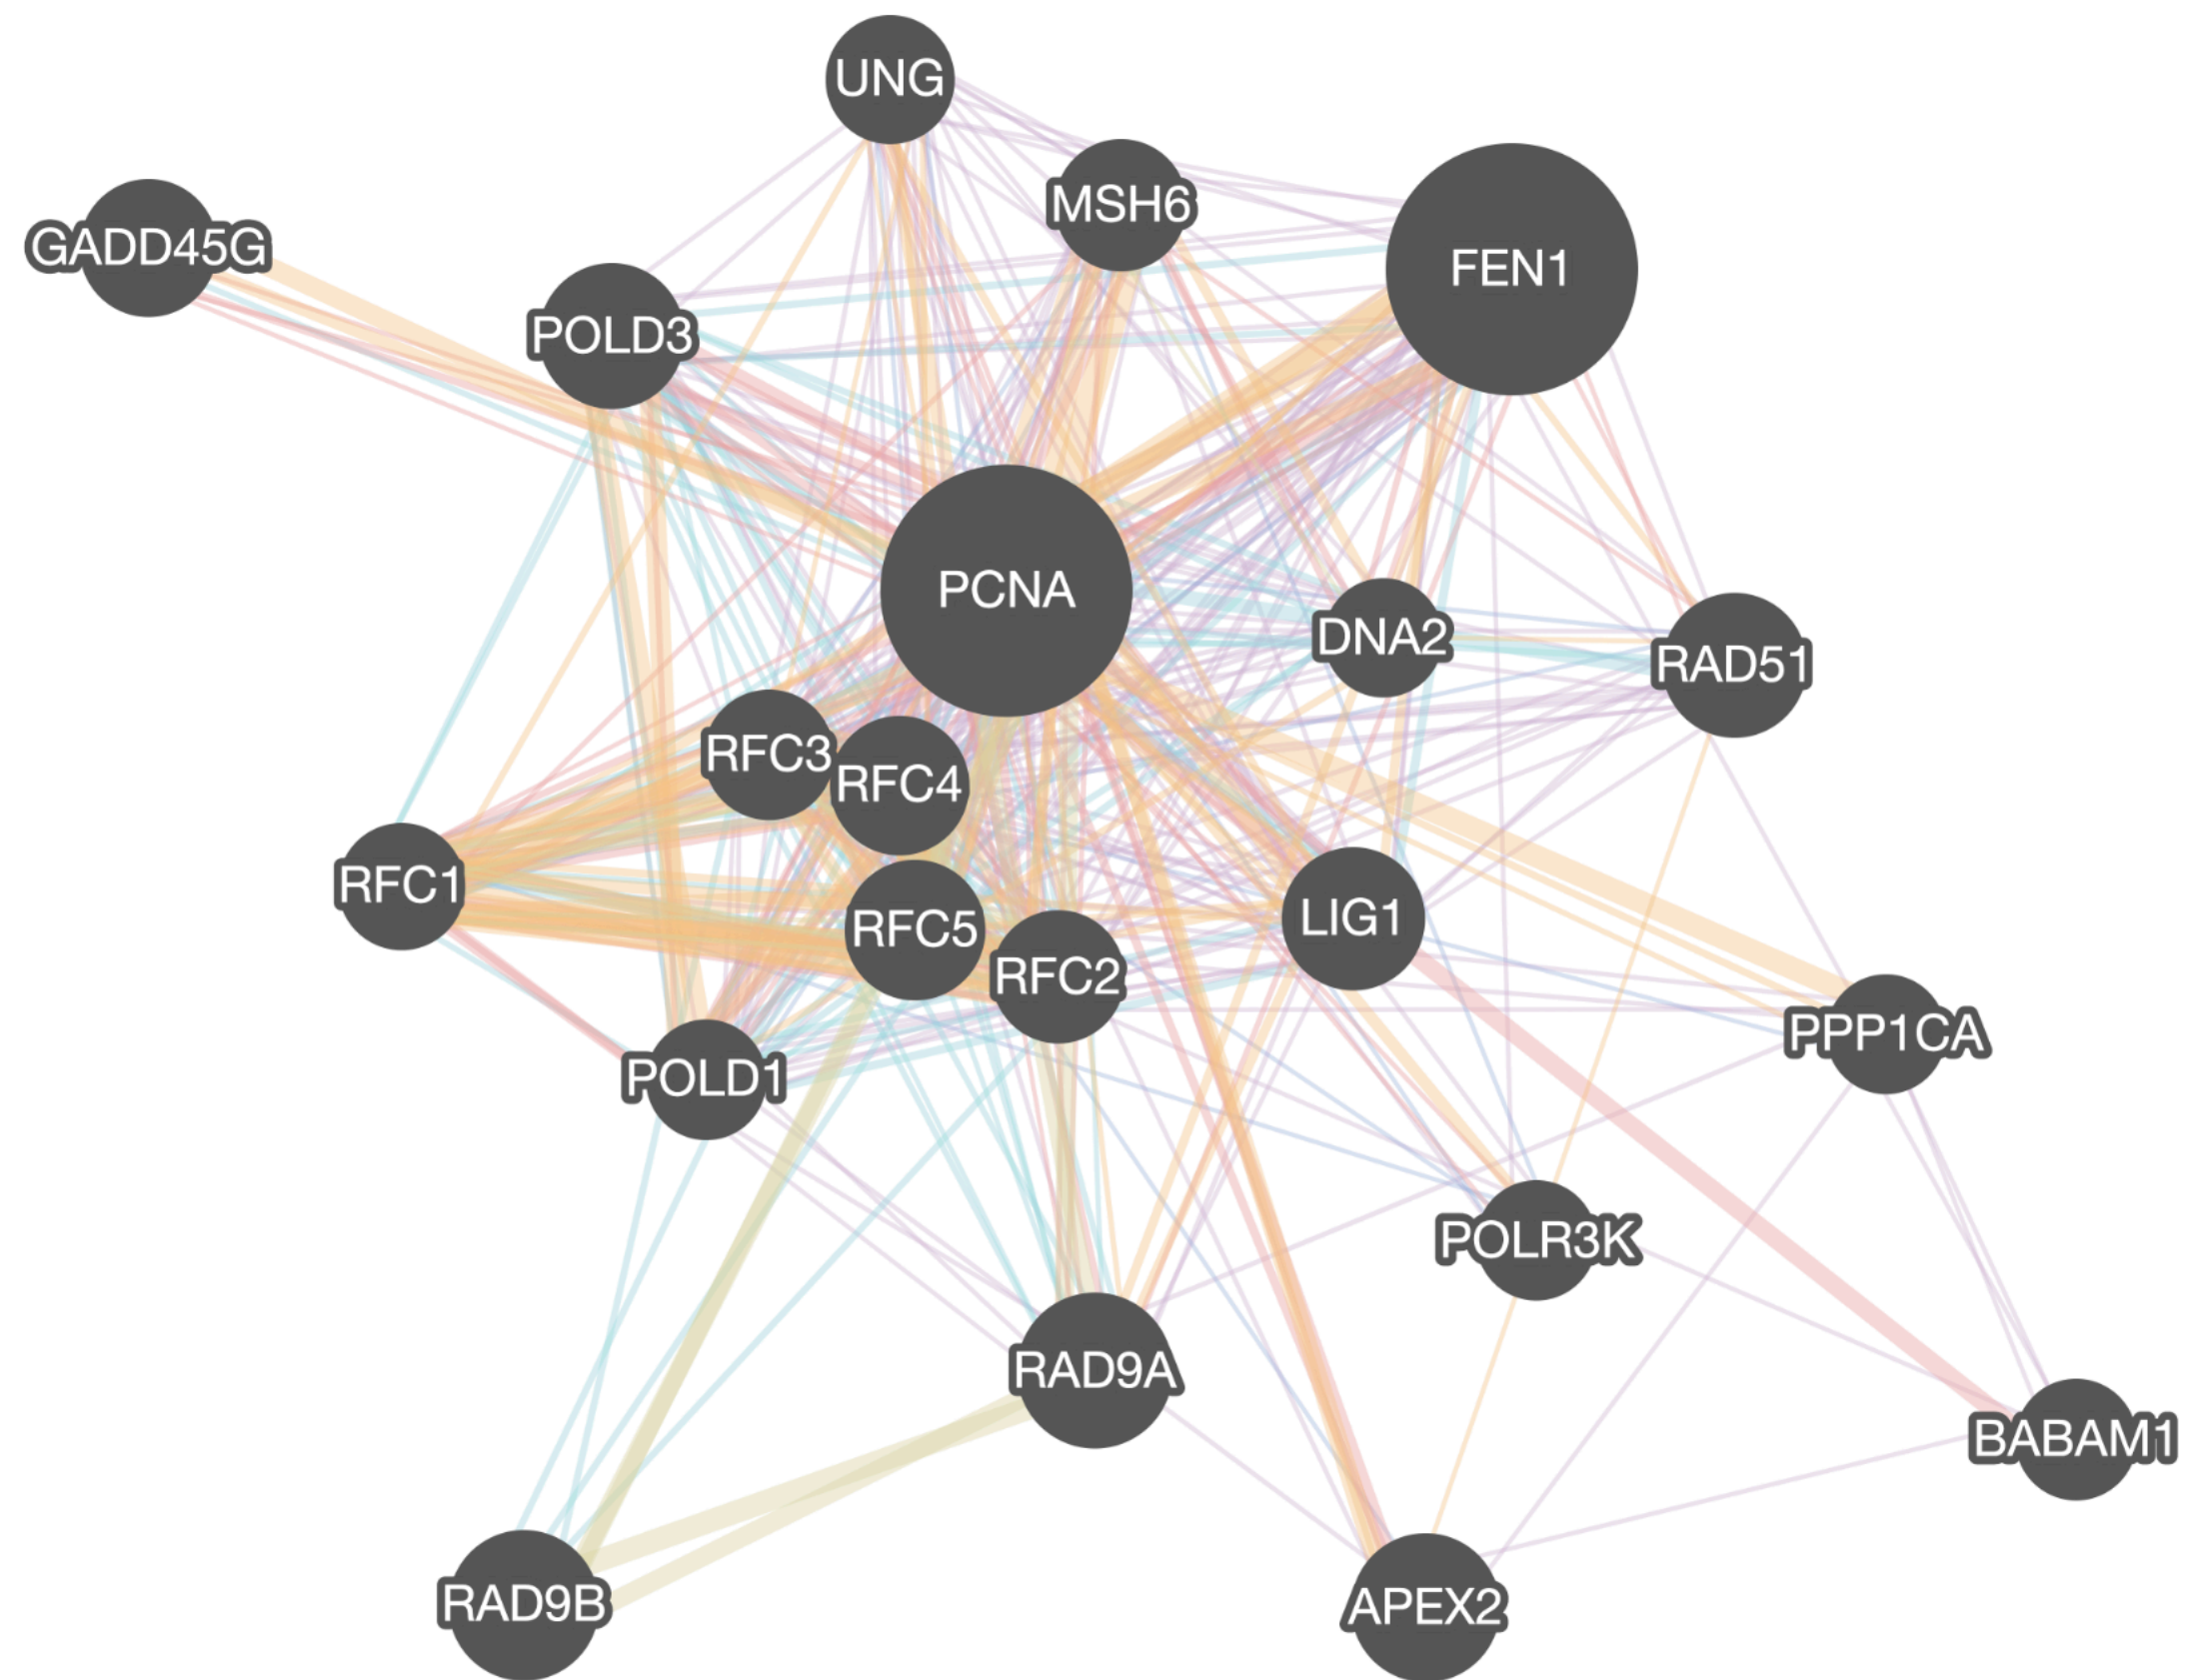 UNG
MSH6
GADD45G
FEN1
POLD3
PCNA
DNA2
RAD51
RFC3
RFC4
RFC1
LIG1
RFC5
RFC2
PPP1CA
POLD1
POLR3K
RAD9A
BABAM1
RAD9B
APEX2